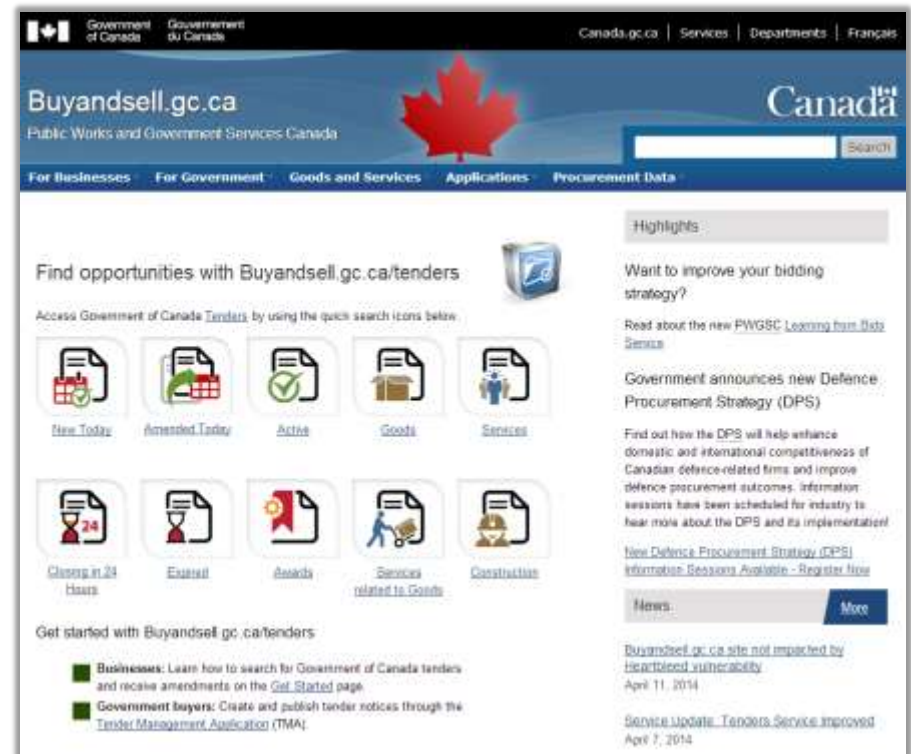 Government of Canada
Gouvernement du Canada
Canada.gc.ca | Services | Departments | Français
Buyandsell.gc.ca
Public Works and Government Services Canada
Canada
Search
For Businesses
For Government
Goods and Services
Applications
Procurement Data
Find opportunities with Buyandsell.gc.ca/tenders
Access Government of Canada Tenders by using the quick search icons below.
New Today
Amended Today
Active
Goods
Services
24
Closing in 24
Hours
Expired
Awards
Services
related to Goods
Construction
Get started with Buyandsell.gc.ca/tenders
Businesses: Learn how to search for Government of Canada tenders
and receive amendments on the Get Started page.
Government buyers: Create and publish tender notices through the
Tender Management Application (TMA).
Highlights
Want to improve your bidding
strategy?
Read about the new PWGSC Learning from Bids
Service
Government announces new Defence
Procurement Strategy (DPS)
Find out how the DPS will help enhance
domestic and international competitiveness of
Canadian defence-related firms and improve
defence procurement outcomes. Information
sessions have been scheduled for industry to
hear more about the DPS and its implementation!
New Defence Procurement Strategy (DPS)
Information Sessions Available - Register Now
News
More
Buyandsell.gc.ca site not impacted by
Heartbleed vulnerability
April 11, 2014
Service Update: Tenders Service improved
April 7, 2014